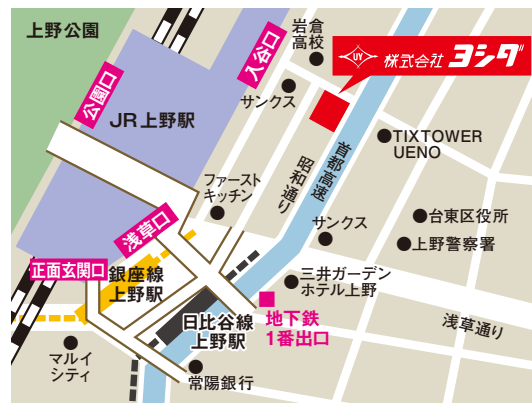 上野公園
岩倉
高校
入谷口
UY
株式会社 ヨシダ
公園口
サンクス
JR上野駅
TIXTOWER
UENO
首都高速
昭和通り
ファースト
キッチン
台東区役所
浅草口
サンクス
上野警察署
正面玄関口
銀座線
上野駅
三井ガーデン
ホテル上野
日比谷線
上野駅
地下鉄
1番出口
浅草通り
マルイ
シティ
常陽銀行